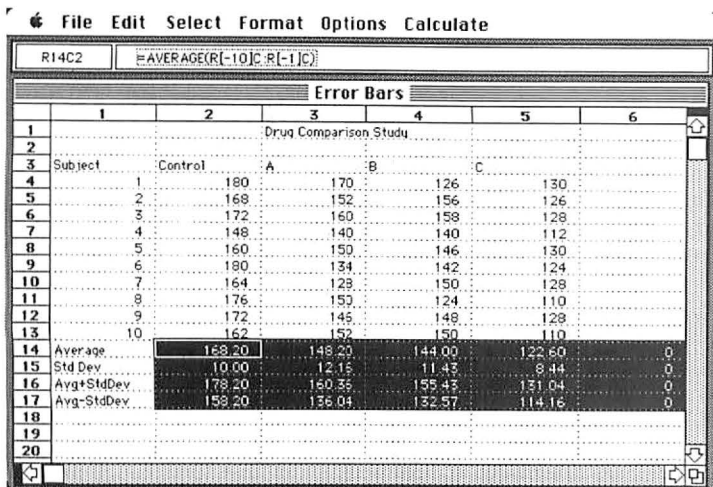 File Edit Select Format Options Calculate
R14C2 =AVERAGE(R[-10]C:R[-1]C)
Error Bars
1 2 3 4 5 6
1 Drug Comparison Study
2
3 Subject Control A B C
4 1 180 170 126 130
5 2 168 152 156 126
6 3 172 160 158 128
7 4 148 140 140 112
8 5 160 150 146 130
9 6 180 134 142 124
10 7 164 128 150 128
11 8 176 150 124 110
12 9 172 146 148 128
13 10 162 152 150 110
14 Average 168.20 148.20 144.00 122.60 0
15 Std Dev 10.00 12.16 11.43 8.44 0
16 Avg+StdDev 178.20 160.36 155.43 131.04 0
17 Avg-StdDev 158.20 136.04 132.57 114.16 0
18
19
20